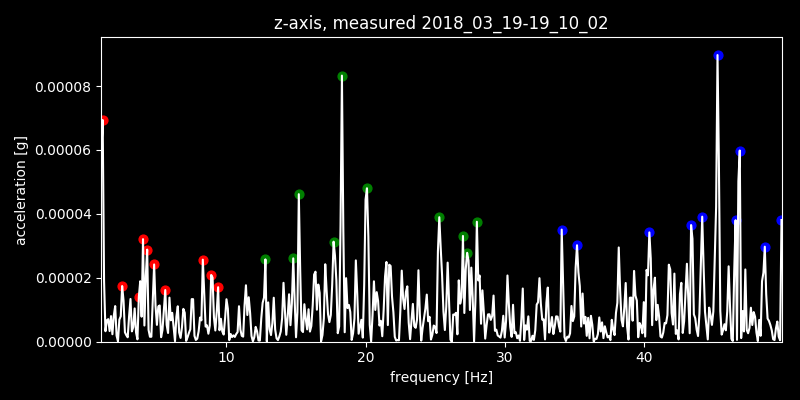 z-axis, measured 2018_03_19-19_10_02
acceleration [g]
0.00008
0.00006
0.00004
0.00002
0.00000
10 20 30 40
frequency [Hz]